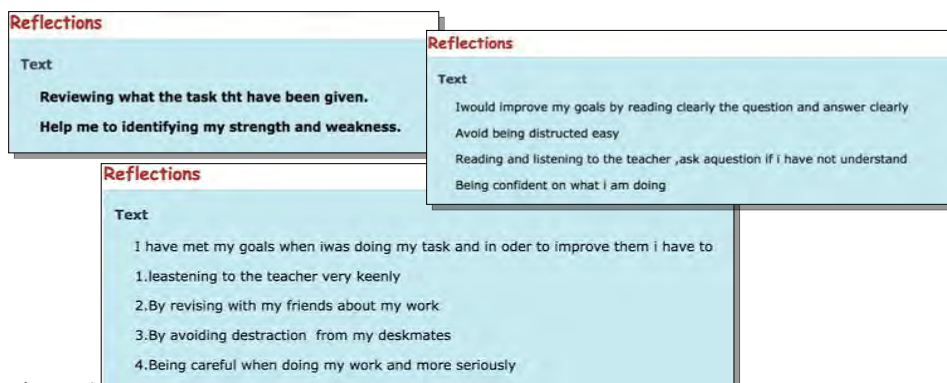 Reflections
Text
Reviewing what the task tht have been given.
Help me to identifying my strength and weakness.
Reflections
Text
Iwould improve my goals by reading clearly the question and answer clearly
Avoid being distructed easy
Reading and listening to the teacher ,ask aquestion if i have not understand
Being confident on what i am doing
Reflections
Text
I have met my goals when iwas doing my task and in oder to improve them i have to
1.leastening to the teacher very keenly
2.By revising with my friends about my work
3.By avoiding destraction from my deskmates
4.Being careful when doing my work and more seriously